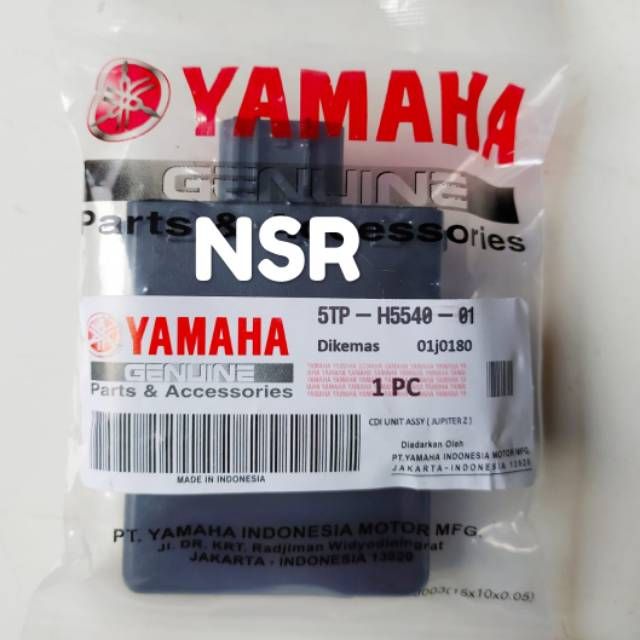 YAMAHA
GENUINE
Parts & Accessories
NSR
YAMAHA
GENUINE
Parts & Accessories
MADE IN INDONESIA
5TP-H5540-01
Dikemas 01j0180
1 PC
CDI UNIT ASSY ( JUPITER Z )
Diedarkan Oleh
PT.YAMAHA INDONESIA MOTOR MFG.
JAKARTA-INDONESIA 13920
PT. YAMAHA INDONESIA MOTOR MFG.
Jl. DR. KRT. Radjiman Widyodiningrat
JAKARTA - INDONESIA 13920